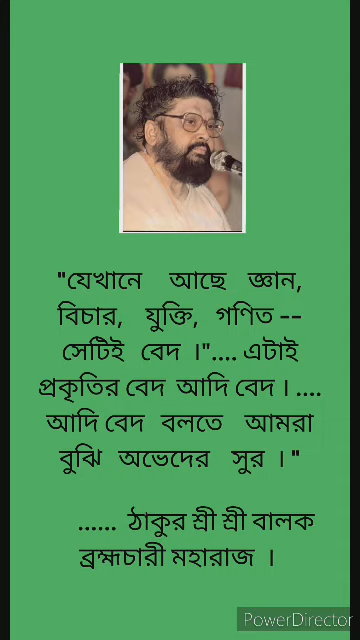 "যেখানে আছে জ্ঞান,
বিচার, যুক্তি, গণিত --
সেটিই বেদ ।".... এটাই
প্রকৃতির বেদ আদি বেদ । ....
আদি বেদ বলতে আমরা
বুঝি অভেদের সুর । "
...... ঠাকুর শ্রী শ্রী বালক
ব্রহ্মচারী মহারাজ ।
PowerDirector